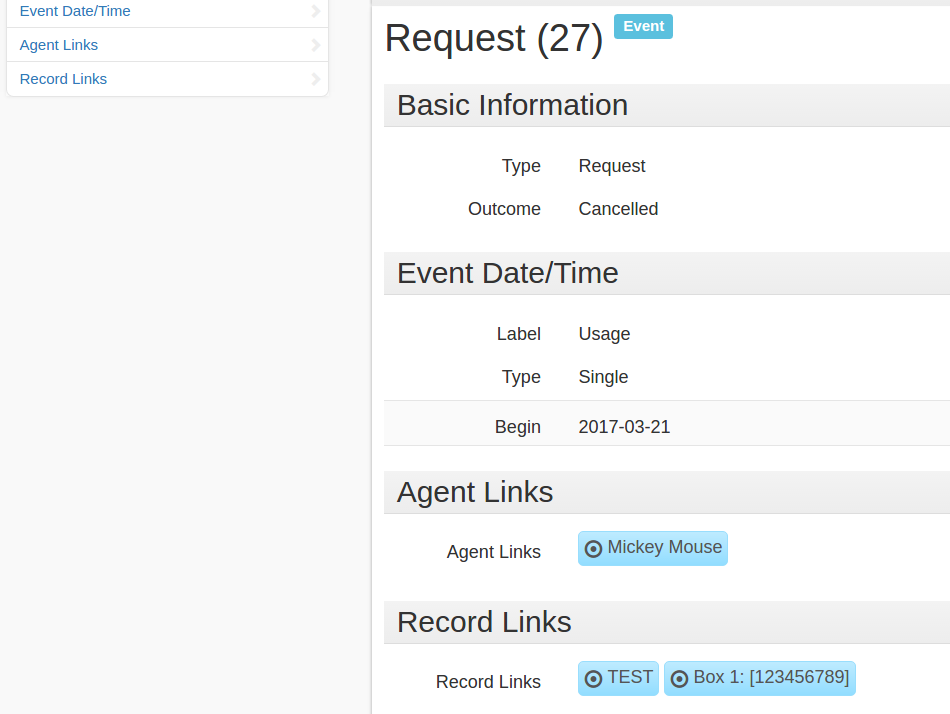 Event Date/Time
Agent Links
Record Links
Request (27) Event
Basic Information
Type Request
Outcome Cancelled
Event Date/Time
Label Usage
Type Single
Begin 2017-03-21
Agent Links
Agent Links Mickey Mouse
Record Links
Record Links TEST Box 1: [123456789]